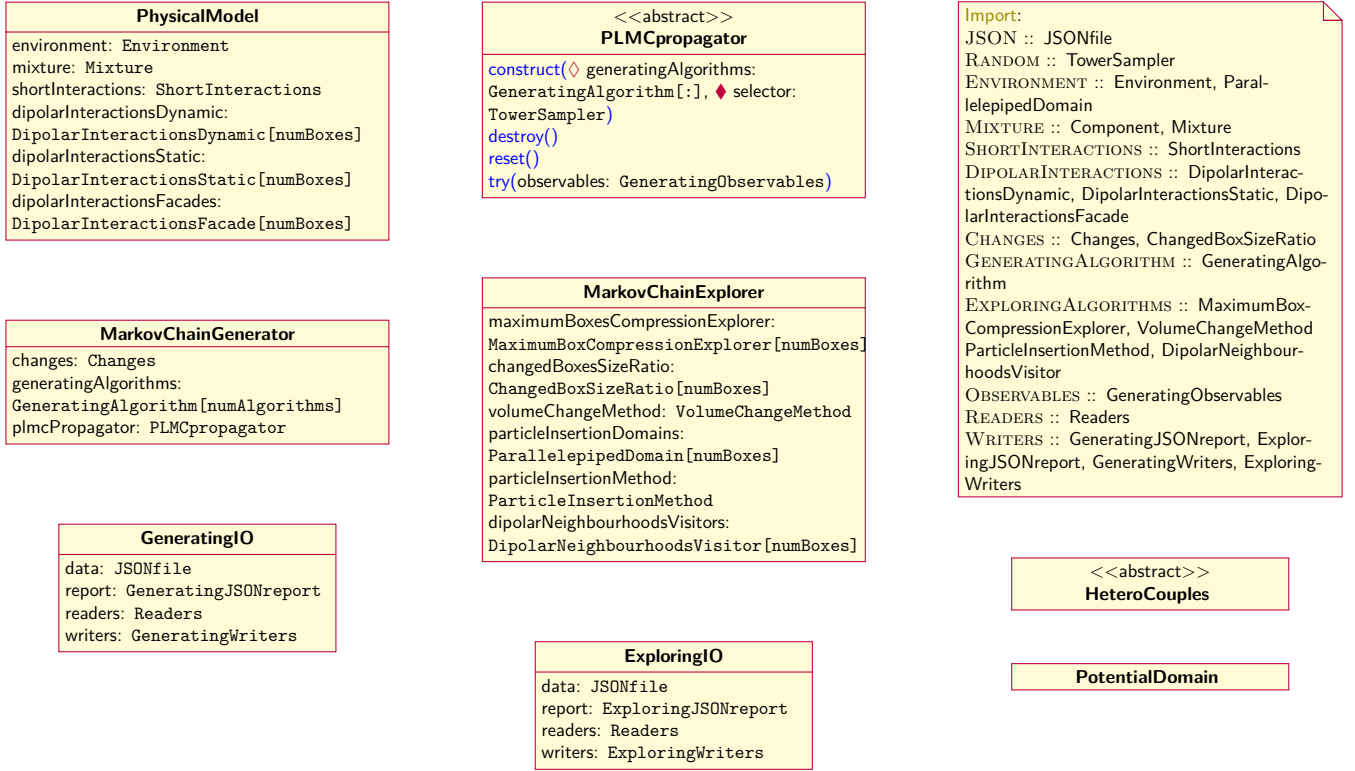 PhysicalModel
environment: Environment
mixture: Mixture
shortInteractions: ShortInteractions
dipolarInteractionsDynamic:
DipolarInteractionsDynamic[numBoxes]
dipolarInteractionsStatic:
DipolarInteractionsStatic[numBoxes]
dipolarInteractionsFacades:
DipolarInteractionsFacade[numBoxes]
MarkovChainGenerator
changes: Changes
generatingAlgorithms:
GeneratingAlgorithm[numAlgorithms]
plmcPropagator: PLMCpropagator
GeneratingIO
data: JSONfile
report: GeneratingJSONreport
readers: Readers
writers: GeneratingWriters
<<abstract>>
PLMCpropagator
construct(♢ generatingAlgorithms:
GeneratingAlgorithm[:], ♦ selector:
TowerSampler)
destroy()
reset()
try(observables: GeneratingObservables)
MarkovChainExplorer
maximumBoxesCompressionExplorer:
MaximumBoxCompressionExplorer[numBoxes]
changedBoxesSizeRatio:
ChangedBoxSizeRatio[numBoxes]
volumeChangeMethod: VolumeChangeMethod
particleInsertionDomains:
ParallelepipedDomain[numBoxes]
particleInsertionMethod:
ParticleInsertionMethod
dipolarNeighbourhoodsVisitors:
DipolarNeighbourhoodsVisitor[numBoxes]
ExploringIO
data: JSONfile
report: ExploringJSONreport
readers: Readers
writers: ExploringWriters
Import:
JSON :: JSONfile
RANDOM :: TowerSampler
ENVIRONMENT :: Environment, Paral-
lelepipedDomain
MIXTURE :: Component, Mixture
SHORTINTERACTIONS :: ShortInteractions
DIPOLARINTERACTIONS :: DipolarInterac-
tionsDynamic, DipolarInteractionsStatic, Dipo-
larInteractionsFacade
CHANGES :: Changes, ChangedBoxSizeRatio
GENERATINGALGORITHM :: GeneratingAlgo-
rithm
EXPLORINGALGORITHMS :: MaximumBox-
CompressionExplorer, VolumeChangeMethod
ParticleInsertionMethod, DipolarNeighbour-
hoodsVisitor
OBSERVABLES :: GeneratingObservables
READERS :: Readers
WRITERS :: GeneratingJSONreport, Explor-
ingJSONreport, GeneratingWriters, Exploring-
Writers
<<abstract>>
HeteroCouples
PotentialDomain